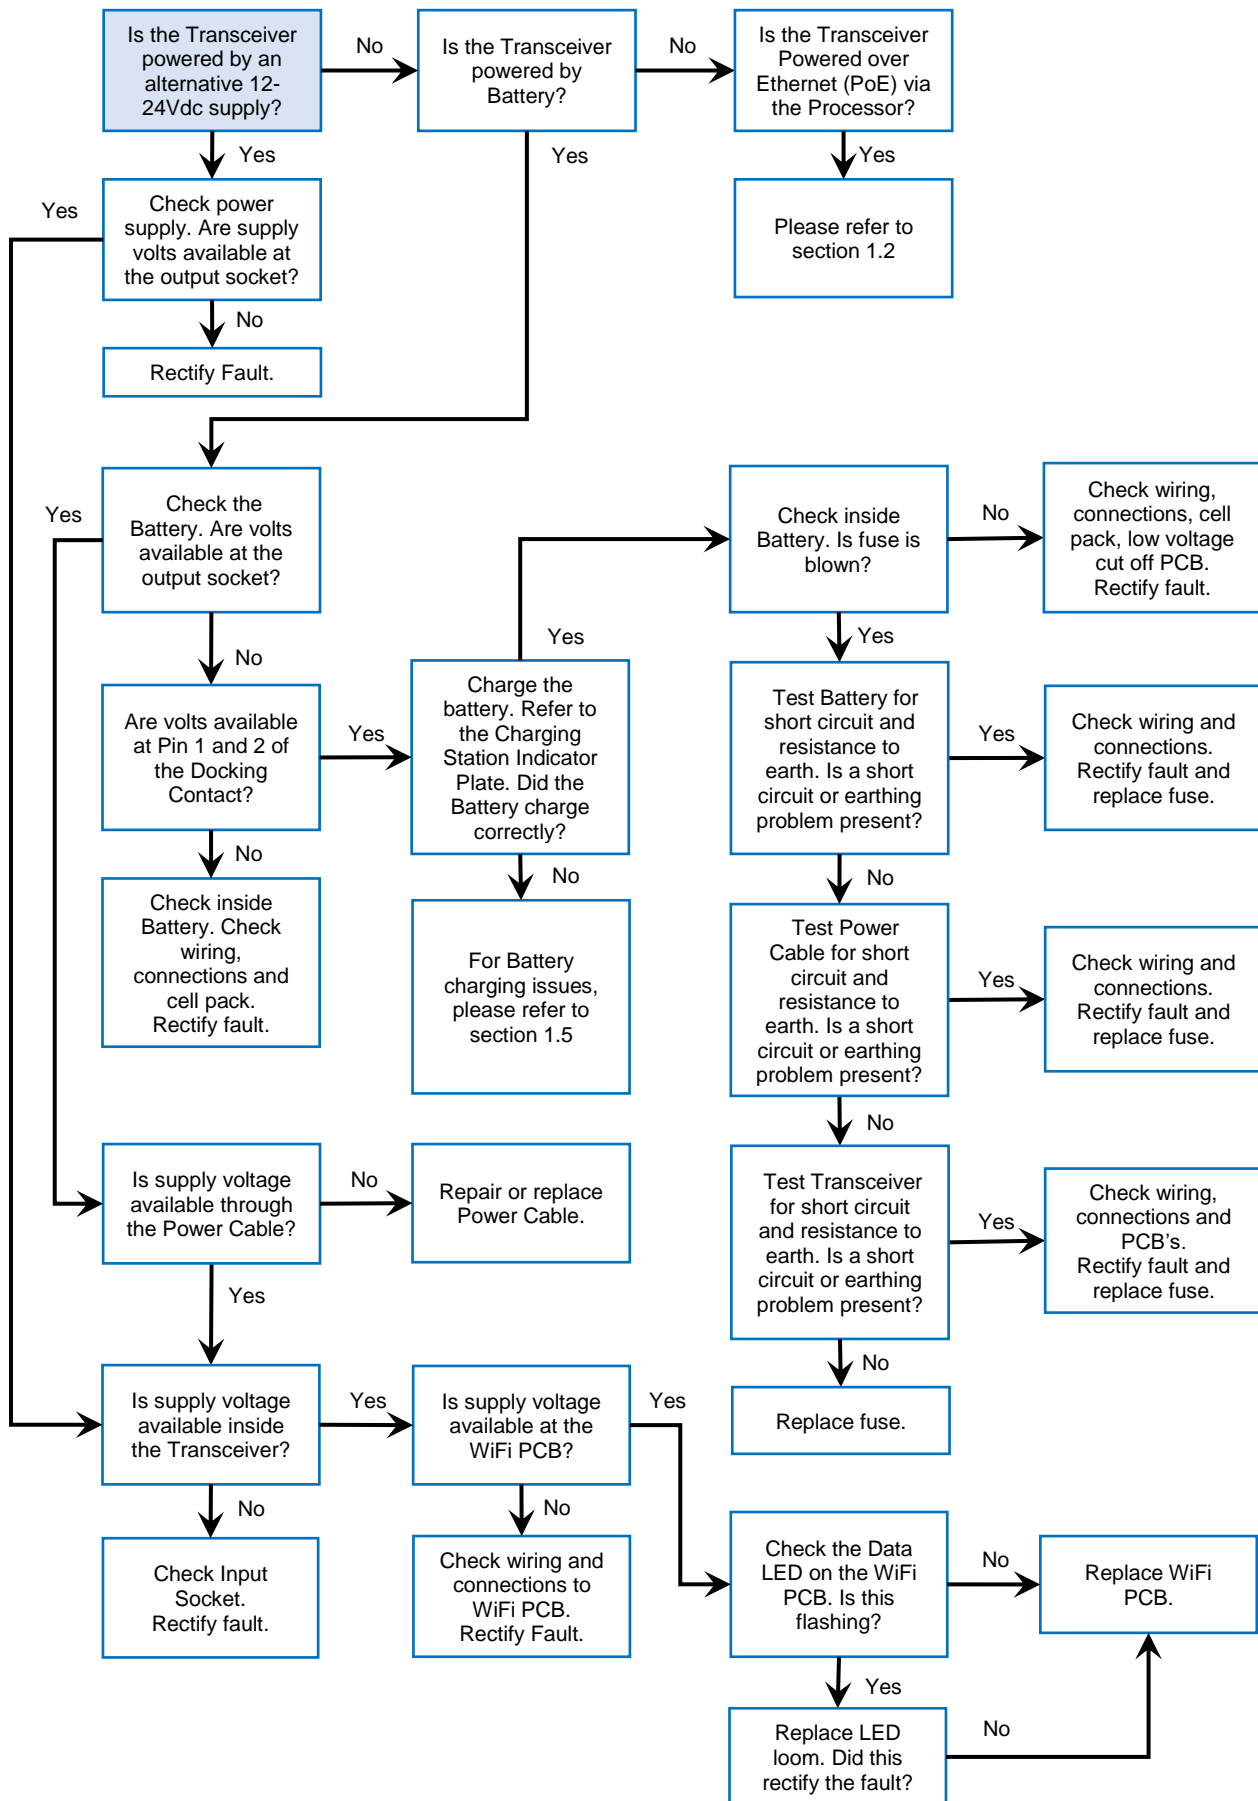 Is the Transceiver
powered by an
alternative 12-
24Vdc supply?
No
Is the Transceiver
powered by
Battery?
No
Is the Transceiver
Powered over
Ethernet (PoE) via
the Processor?
Yes
Yes
Yes
Yes
Check power
supply. Are supply
volts available at
the output socket?
Please refer to
section 1.2
No
Rectify Fault.
Yes
Check the
Battery. Are volts
available at the
output socket?
Check inside
Battery. Is fuse is
blown?
No
Check wiring,
connections, cell
pack, low voltage
cut off PCB.
Rectify fault.
No
Yes
Yes
Are volts available
at Pin 1 and 2 of
the Docking
Contact?
Yes
Charge the
battery. Refer to
the Charging
Station Indicator
Plate. Did the
Battery charge
correctly?
Test Battery for
short circuit and
resistance to
earth. Is a short
circuit or earthing
problem present?
Yes
Check wiring and
connections.
Rectify fault and
replace fuse.
No
No
No
Check inside
Battery. Check
wiring,
connections and
cell pack.
Rectify fault.
For Battery
charging issues,
please refer to
section 1.5
Test Power
Cable for short
circuit and
resistance to
earth. Is a short
circuit or earthing
problem present?
Yes
Check wiring and
connections.
Rectify fault and
replace fuse.
No
Is supply voltage
available through
the Power Cable?
No
Repair or replace
Power Cable.
Test Transceiver
for short circuit
and resistance to
earth. Is a short
circuit or earthing
problem present?
Yes
Check wiring,
connections and
PCB's.
Rectify fault and
replace fuse.
Yes
No
Is supply voltage
available inside
the Transceiver?
Yes
Is supply voltage
available at the
WiFi PCB?
Yes
Replace fuse.
No
No
Check Input
Socket.
Rectify fault.
Check wiring and
connections to
WiFi PCB.
Rectify Fault.
Check the Data
LED on the WiFi
PCB. Is this
flashing?
No
Replace WiFi
PCB.
Yes
Replace LED
loom. Did this
rectify the fault?
No